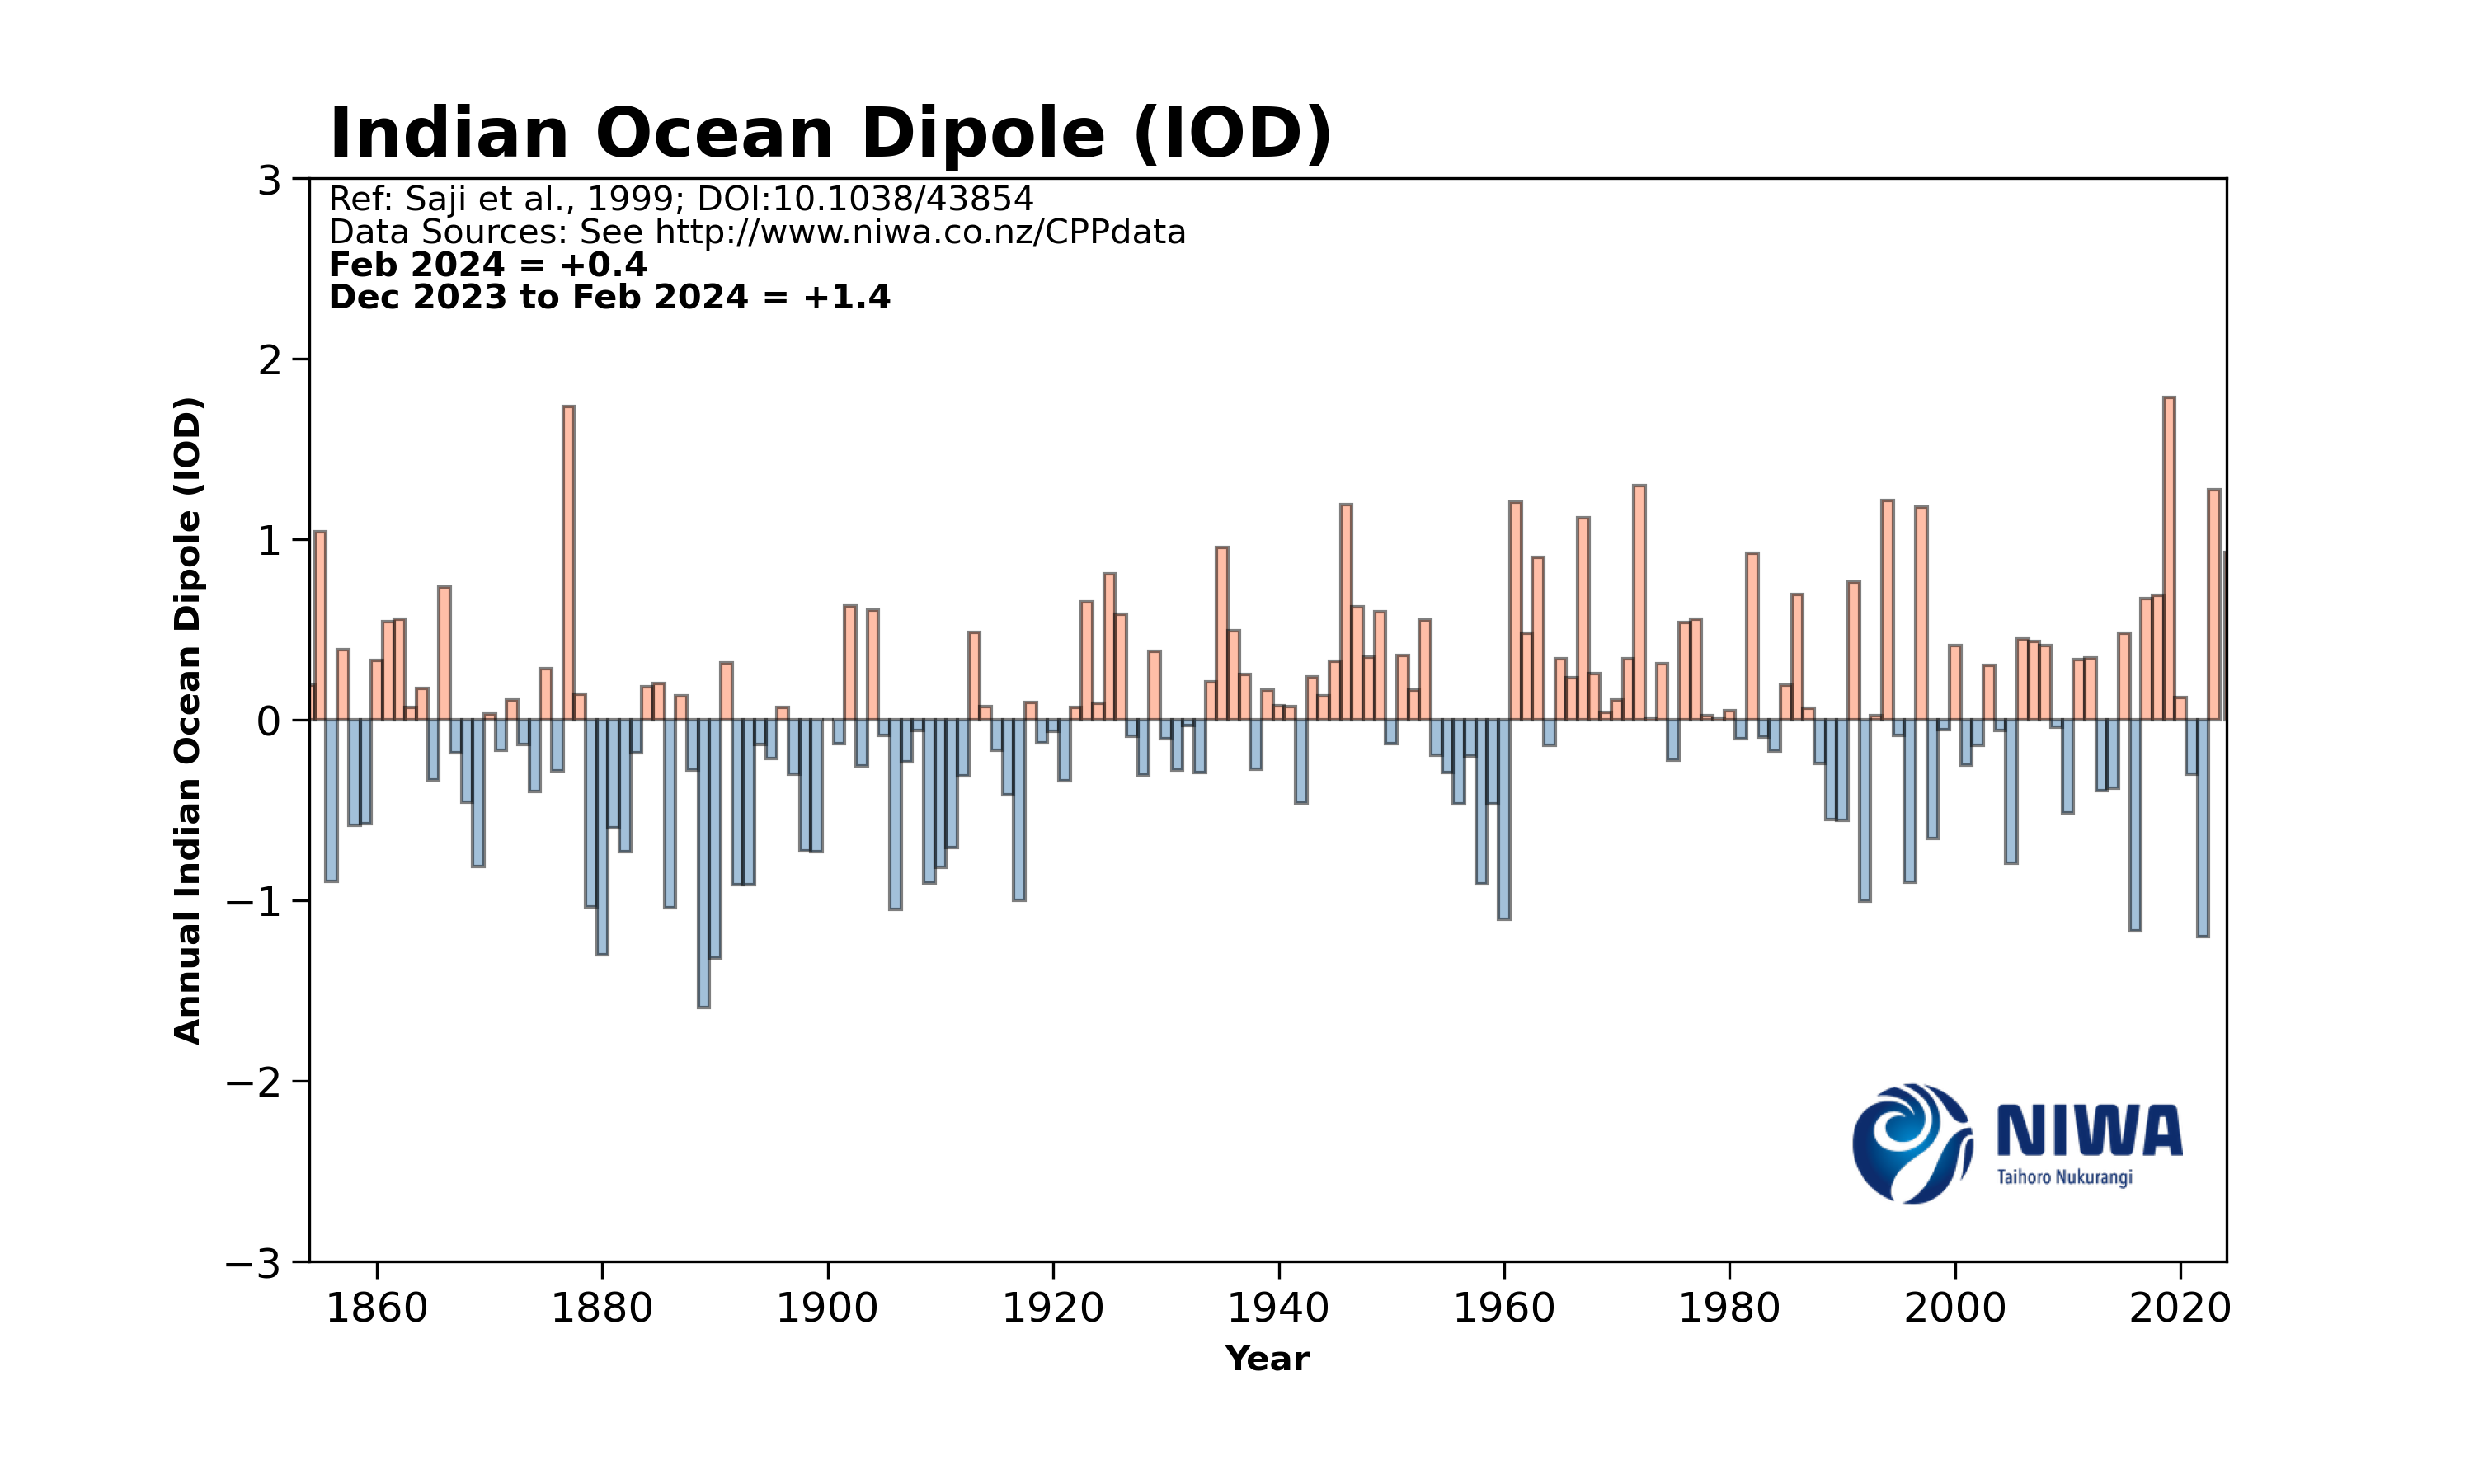 Indian Ocean Dipole (IOD)
Ref: Saji et al., 1999; DOI:10.1038/43854
Data Sources: See http://www.niwa.co.nz/CPPdata
Feb 2024 = +0.4
Dec 2023 to Feb 2024 = +1.4
Annual Indian Ocean Dipole (IOD)
3
2
1
0
−1
−2
−3
NIWA
Taihoro Nukurangi
1860 1880 1900 1920 1940 1960 1980 2000 2020
Year